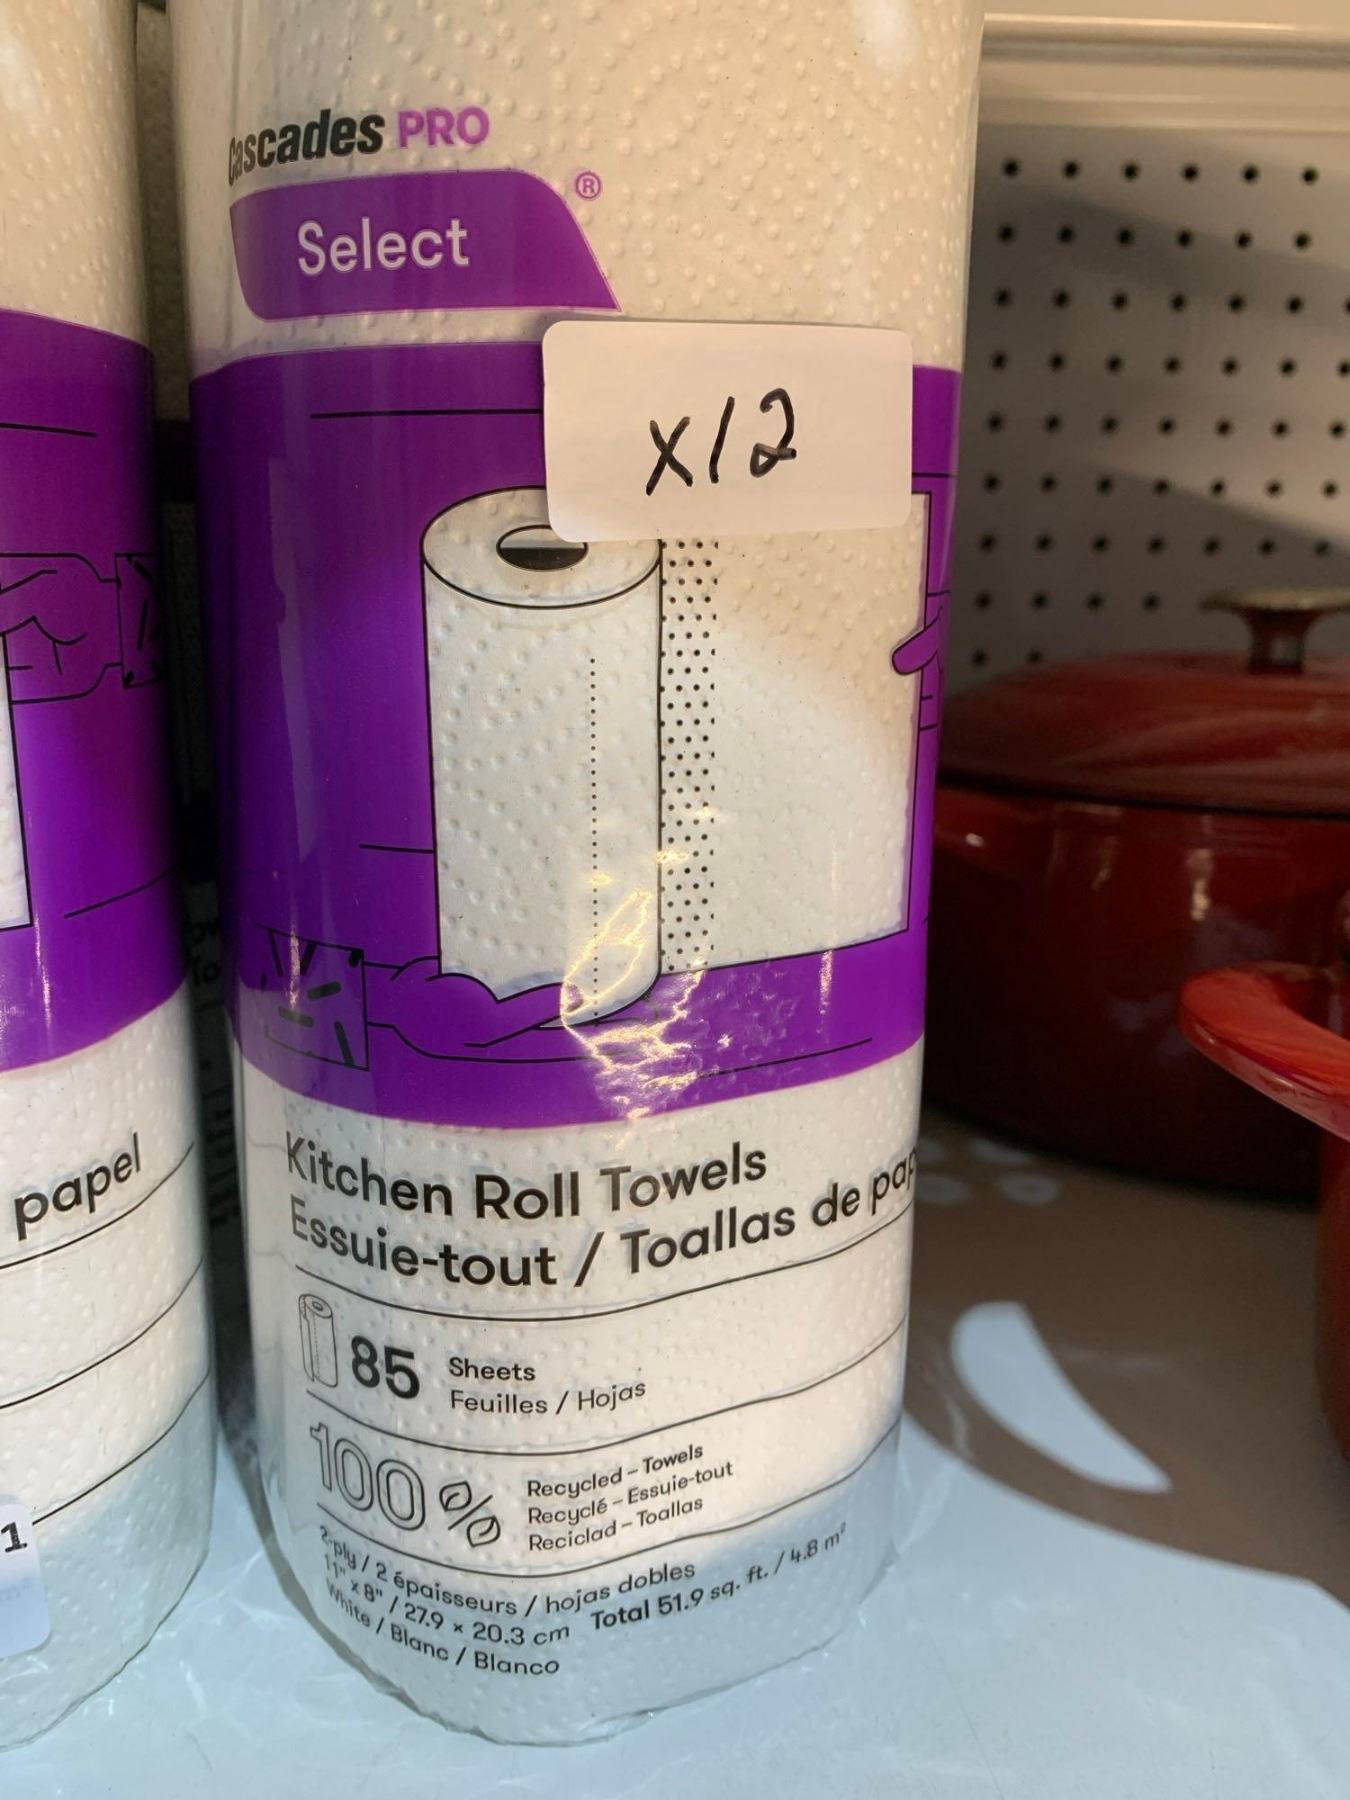 Cascades PRO
®
Select
x12
Kitchen Roll Towels
Essuie-tout / Toallas de pap
papel
85 Sheets
Feuilles / Hojas
100%
Recycled – Towels
Recyclé – Essuie-tout
Reciclad – Toallas
2-ply / 2 épaisseurs / hojas dobles
11" x 8" / 27.9 x 20.3 cm Total 51.9 sq. ft. / 4.8 m²
White / Blanc / Blanco
1